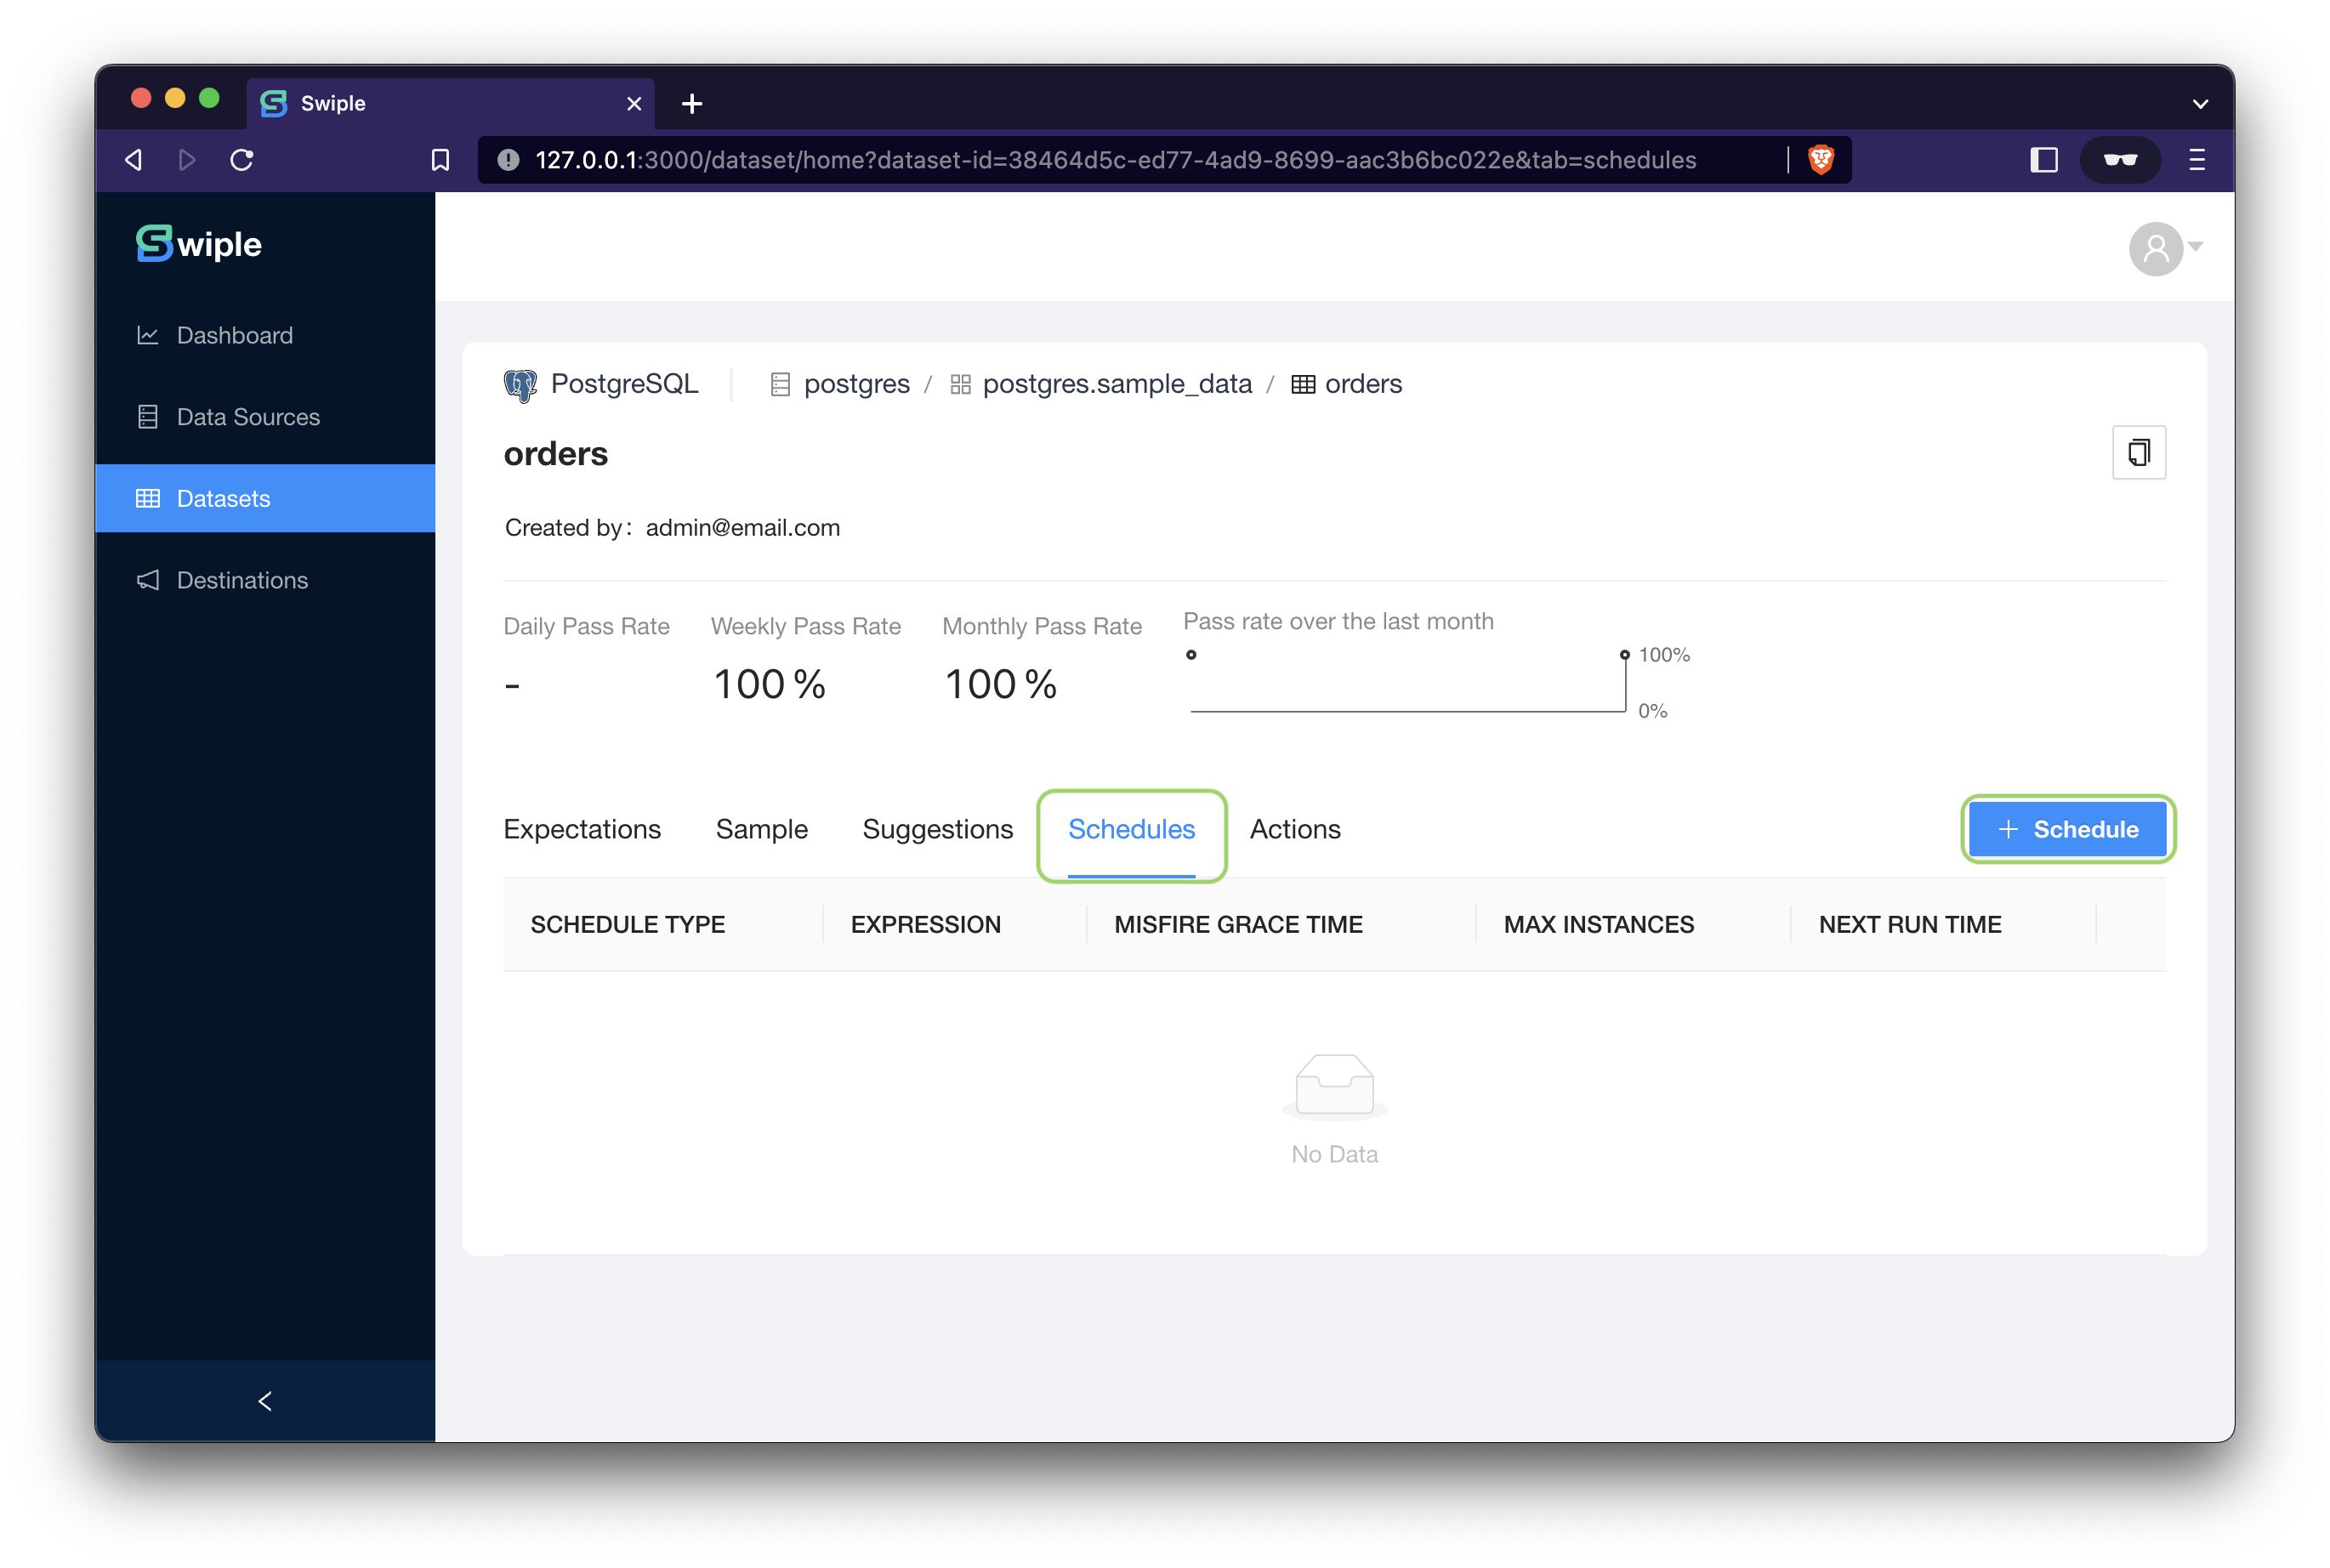 Swiple
127.0.0.1:3000/dataset/home?dataset-id=38464d5c-ed77-4ad9-8699-aac3b6bc022e&tab=schedules
Swiple
Dashboard
Data Sources
Datasets
Destinations
PostgreSQL postgres / postgres.sample_data / orders
orders
Created by: admin@email.com
Daily Pass Rate Weekly Pass Rate Monthly Pass Rate Pass rate over the last month
- 100 % 100 % 100%
0%
Expectations Sample Suggestions Schedules Actions + Schedule
SCHEDULE TYPE EXPRESSION MISFIRE GRACE TIME MAX INSTANCES NEXT RUN TIME
No Data